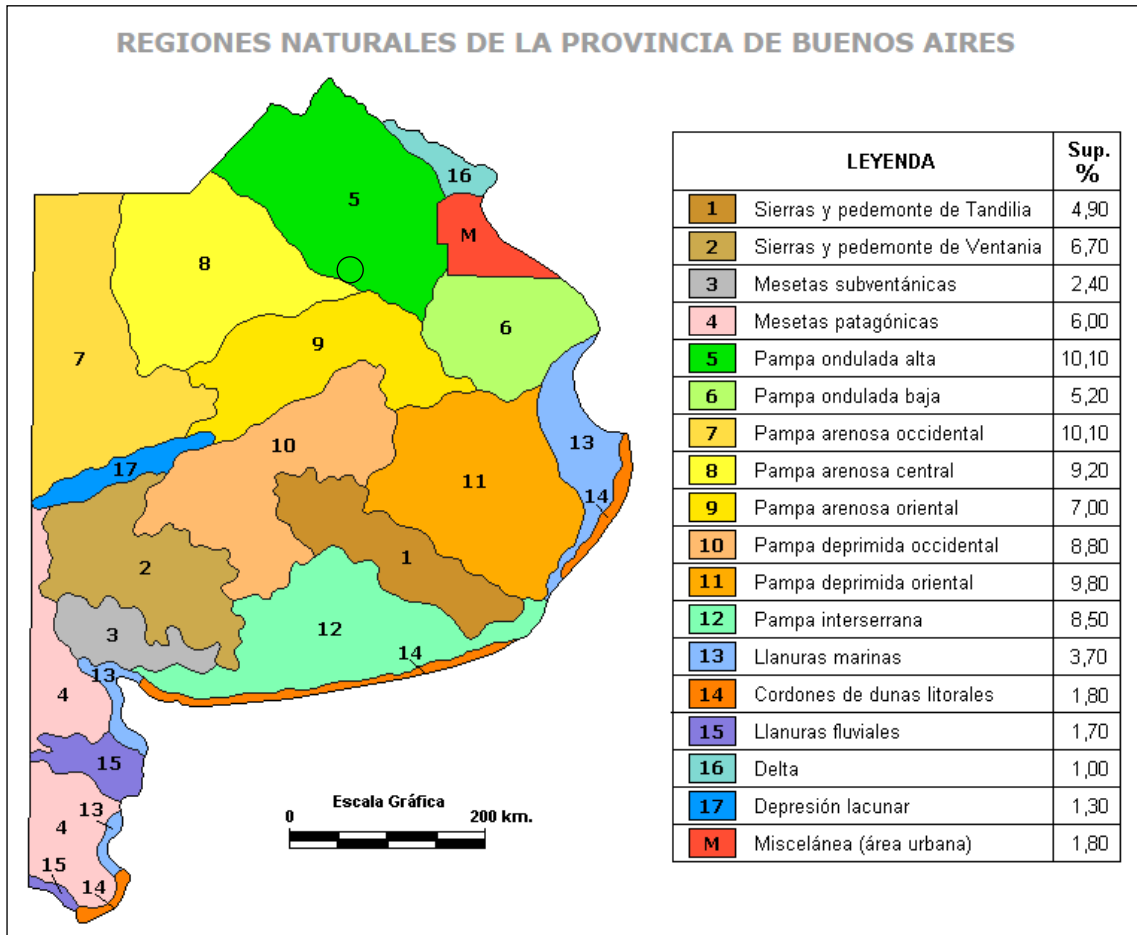 REGIONES NATURALES DE LA PROVINCIA DE BUENOS AIRES
16
5
M
8
6
9
7
10
13
17
11
14
1
2
12
3
14
13
4
15
13
4
15
14
Escala Gráfica
0 200 km.
LEYENDA Sup. %
1 Sierras y pedemonte de Tandilia 4,90
2 Sierras y pedemonte de Ventania 6,70
3 Mesetas subventánicas 2,40
4 Mesetas patagónicas 6,00
5 Pampa ondulada alta 10,10
6 Pampa ondulada baja 5,20
7 Pampa arenosa occidental 10,10
8 Pampa arenosa central 9,20
9 Pampa arenosa oriental 7,00
10 Pampa deprimida occidental 8,80
11 Pampa deprimida oriental 9,80
12 Pampa interserrana 8,50
13 Llanuras marinas 3,70
14 Cordones de dunas litorales 1,80
15 Llanuras fluviales 1,70
16 Delta 1,00
17 Depresión lacunar 1,30
M Miscelánea (área urbana) 1,80